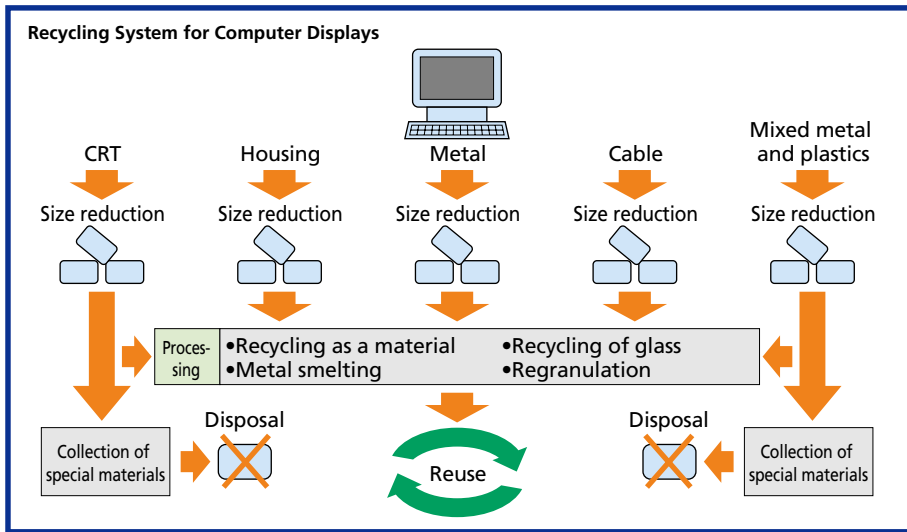 Recycling System for Computer Displays
CRT
Housing
Metal
Cable
Mixed metal
and plastics
Size reduction
Size reduction
Size reduction
Size reduction
Size reduction
Proces-
sing
•Recycling as a material
•Metal smelting
•Recycling of glass
•Regranulation
Collection of
special materials
Disposal
Reuse
Disposal
Collection of
special materials